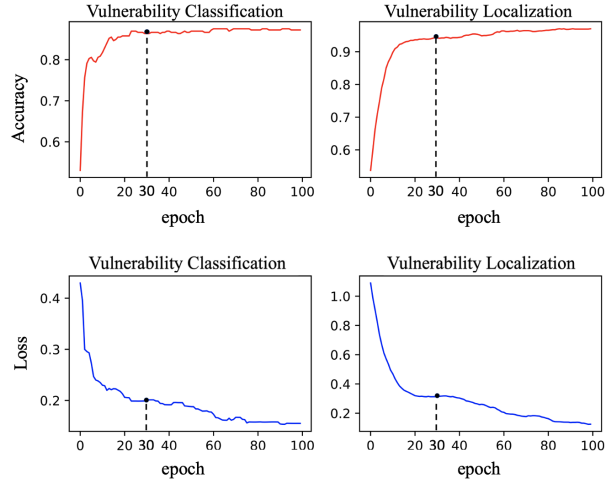 Vulnerability Classification
Accuracy
0.8
0.7
0.6
0 20 30 40 60 80 100
epoch
Vulnerability Localization
0.9
0.8
0.7
0.6
0 20 30 40 60 80 100
epoch
Vulnerability Classification
Loss
0.4
0.3
0.2
0 20 30 40 60 80 100
epoch
Vulnerability Localization
1.0
0.8
0.6
0.4
0.2
0 20 30 40 60 80 100
epoch